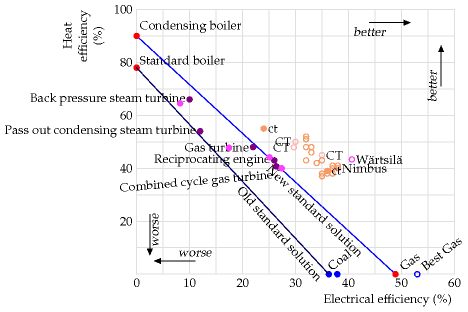 Heat
efficiency
(%)
100
80
60
40
20
Condensing boiler
better
Standard boiler
better
Back pressure steam turbine
ct
Pass out condensing steam turbine
CT
Gas turbine
CT
Reciprocating engine
CT
Wärtsilä
ct
Nimbus
Combined cycle gas turbine
New standard solution
Old standard solution
worse
worse
Coal
Gas
Best Gas
0
10
20
30
40
50
60
Electrical efficiency (%)